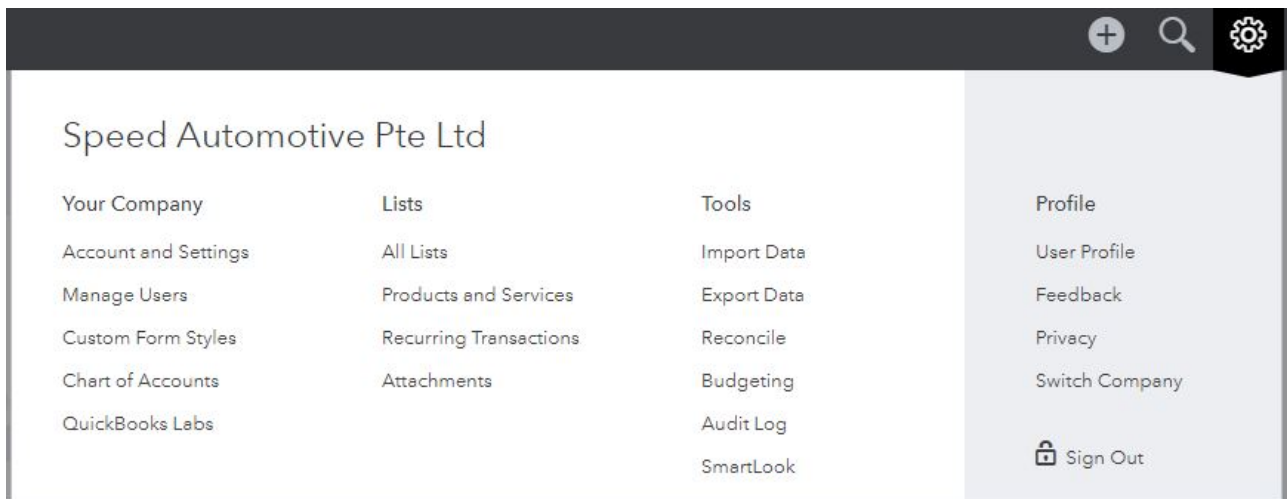 Speed Automotive Pte Ltd
Your Company
Account and Settings
Manage Users
Custom Form Styles
Chart of Accounts
QuickBooks Labs
Lists
All Lists
Products and Services
Recurring Transactions
Attachments
Tools
Import Data
Export Data
Reconcile
Budgeting
Audit Log
SmartLook
Profile
User Profile
Feedback
Privacy
Switch Company
Sign Out